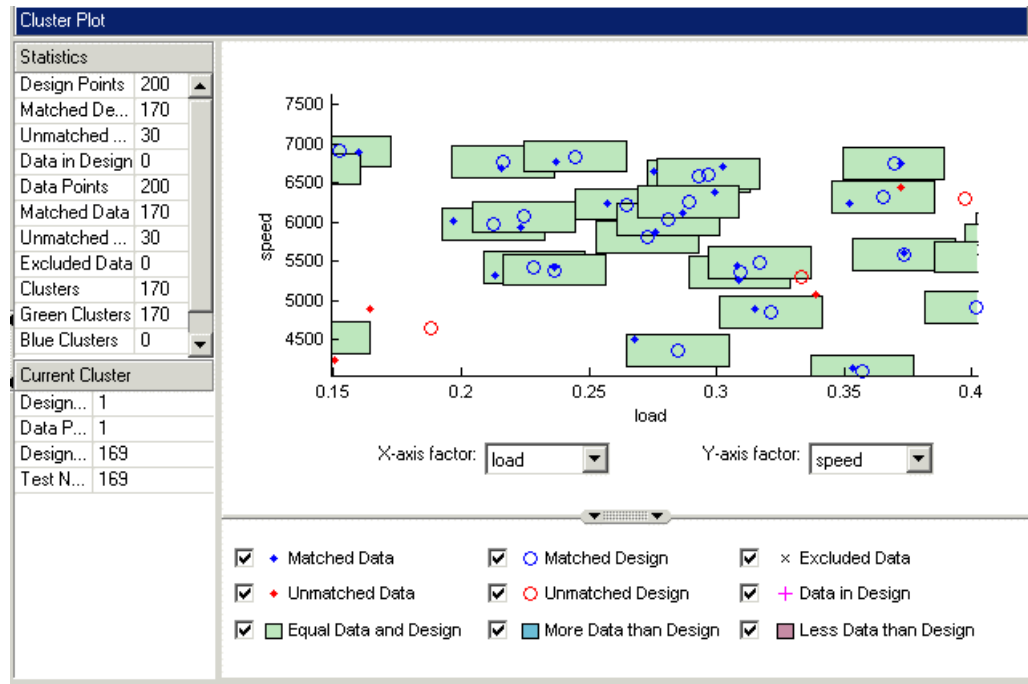 Cluster Plot
Statistics
Design Points 200
Matched De... 170
Unmatched ... 30
Data in Design 0
Data Points 200
Matched Data 170
Unmatched ... 30
Excluded Data 0
Clusters 170
Green Clusters 170
Blue Clusters 0
Current Cluster
Design... 1
Data P... 1
Design... 169
Test N... 169
7500
7000
6500
6000
5500
5000
4500
speed
0.15 0.2 0.25 0.3 0.35 0.4
load
X-axis factor: load Y-axis factor: speed
Matched Data Matched Design Excluded Data
Unmatched Data Unmatched Design Data in Design
Equal Data and Design More Data than Design Less Data than Design